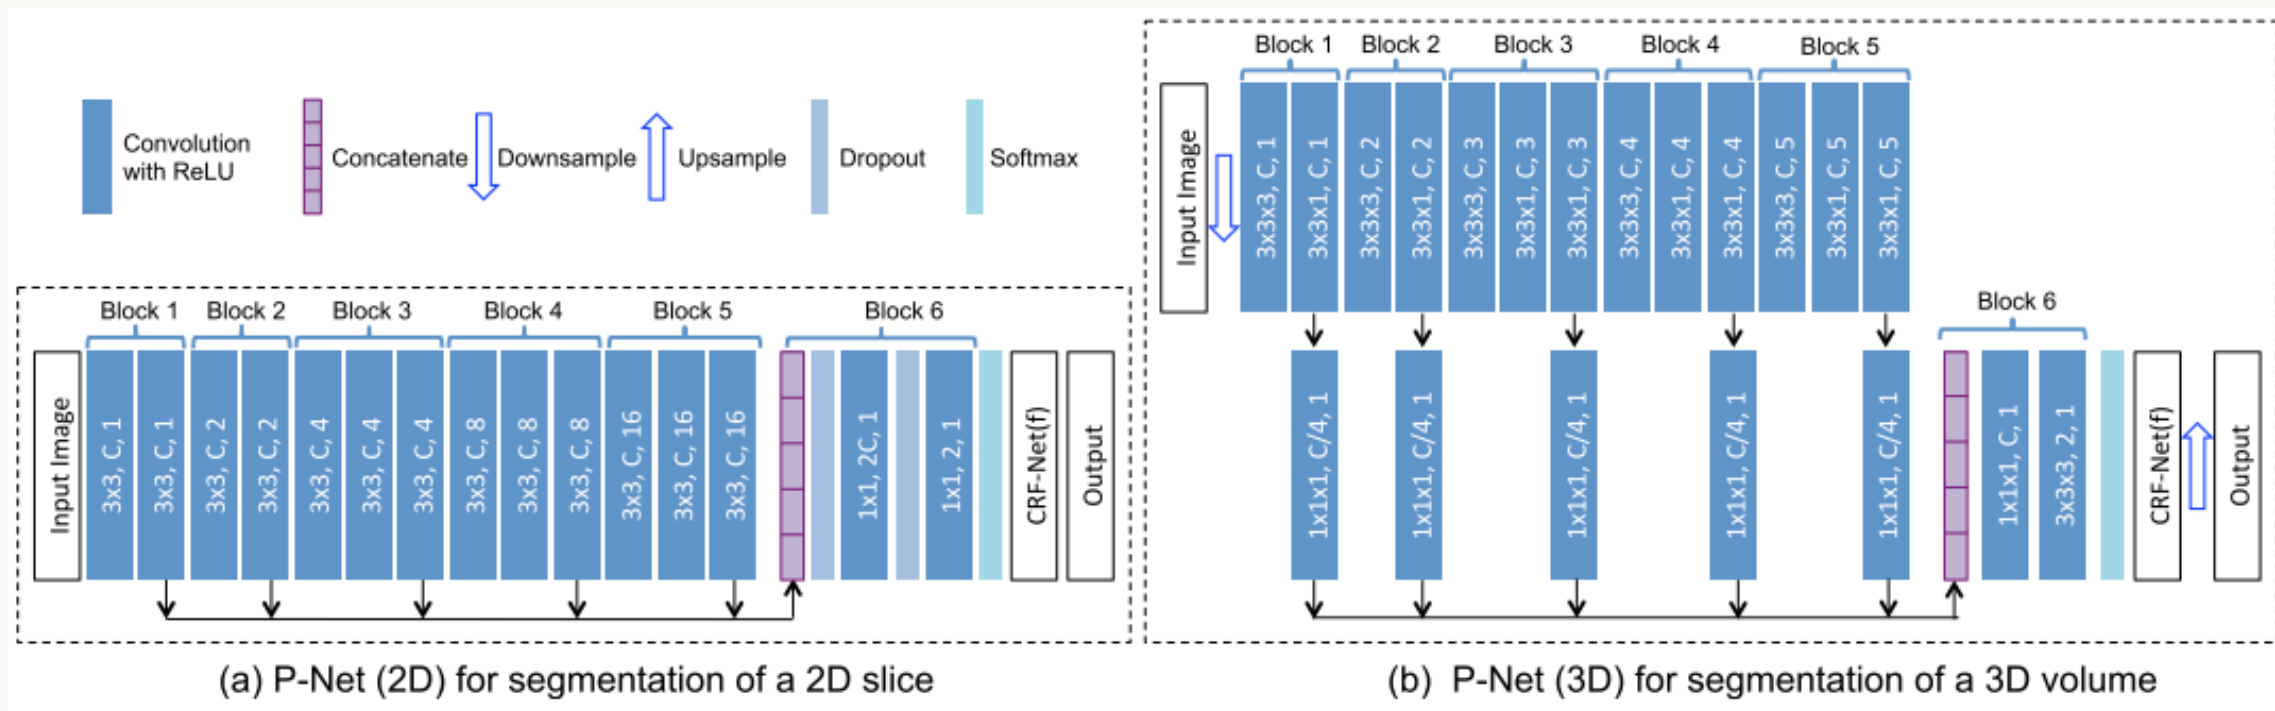 Convolution
with ReLU
Concatenate
Downsample
Upsample
Dropout
Softmax
Block 1
Block 2
Block 3
Block 4
Block 5
Block 6
Input Image
3x3, C, 1
3x3, C, 1
3x3, C, 2
3x3, C, 2
3x3, C, 4
3x3, C, 4
3x3, C, 4
3x3, C, 8
3x3, C, 8
3x3, C, 8
3x3, C, 16
3x3, C, 16
3x3, C, 16
1x1, 2C, 1
1x1, 2, 1
CRF-Net(f)
Output
(a) P-Net (2D) for segmentation of a 2D slice
Block 1
Block 2
Block 3
Block 4
Block 5
Input Image
3x3x3, C, 1
3x3x1, C, 1
3x3x3, C, 2
3x3x1, C, 2
3x3x3, C, 3
3x3x1, C, 3
3x3x1, C, 3
3x3x3, C, 4
3x3x1, C, 4
3x3x1, C, 4
3x3x3, C, 5
3x3x1, C, 5
3x3x1, C, 5
Block 6
1x1x1, C/4, 1
1x1x1, C/4, 1
1x1x1, C/4, 1
1x1x1, C/4, 1
1x1x1, C/4, 1
1x1x1, C, 1
3x3x3, 2, 1
CRF-Net(f)
Output
(b) P-Net (3D) for segmentation of a 3D volume